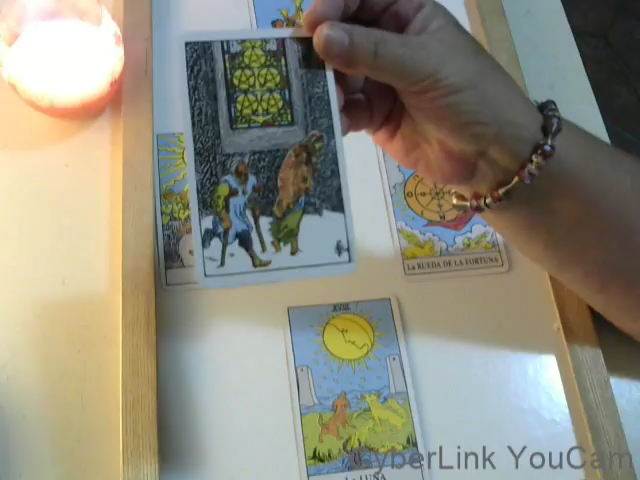 La RUEDA DE LA FORTUNA
XVIII
La LUNA
CyberLink YouCam